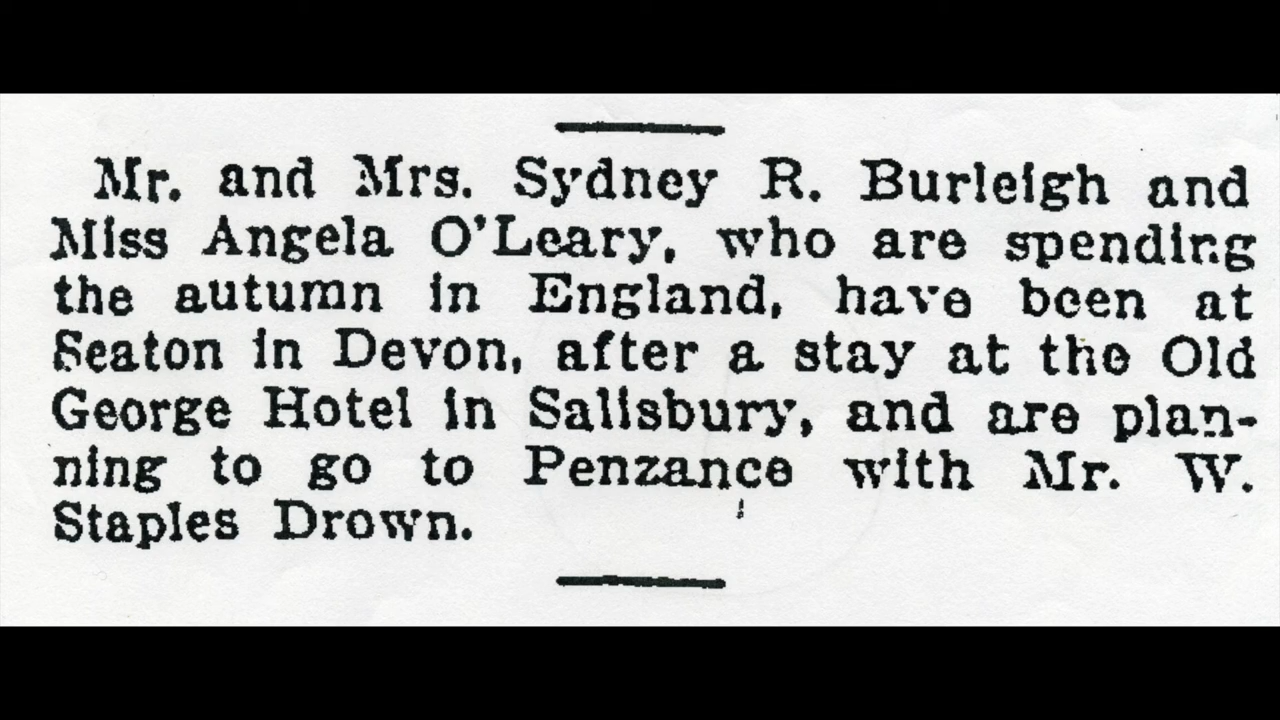 Mr. and Mrs. Sydney R. Burleigh and
Miss Angela O'Leary, who are spending
the autumn in England, have been at
Seaton in Devon, after a stay at the Old
George Hotel in Salisbury, and are plan-
ning to go to Penzance with Mr. W.
Staples Drown.